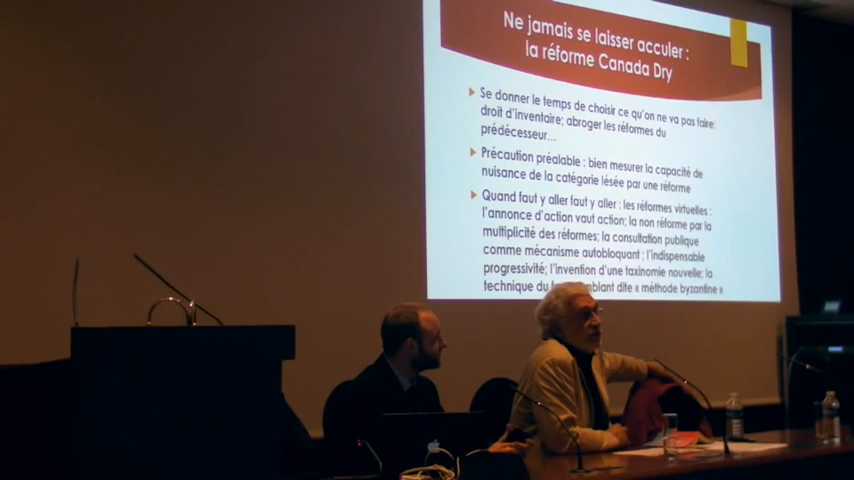 Ne jamais se laisser acculer :
la réforme Canada Dry
Se donner le temps de choisir ce qu'on ne va pas faire:
droit d'inventaire; abroger les réformes du
prédécesseur...
Précaution préalable : bien mesurer la capacité de
nuisance de la catégorie lésée par une réforme
Quand faut y aller faut y aller : les réformes virtuelles :
l'annonce d'action vaut action; la non réforme par la
multiplicité des réformes; la consultation publique
comme mécanisme autobloquant ; l'indispensable
progressivité; l'invention d'une taxinomie nouvelle; la
technique du semblant dite « méthode byzantine »